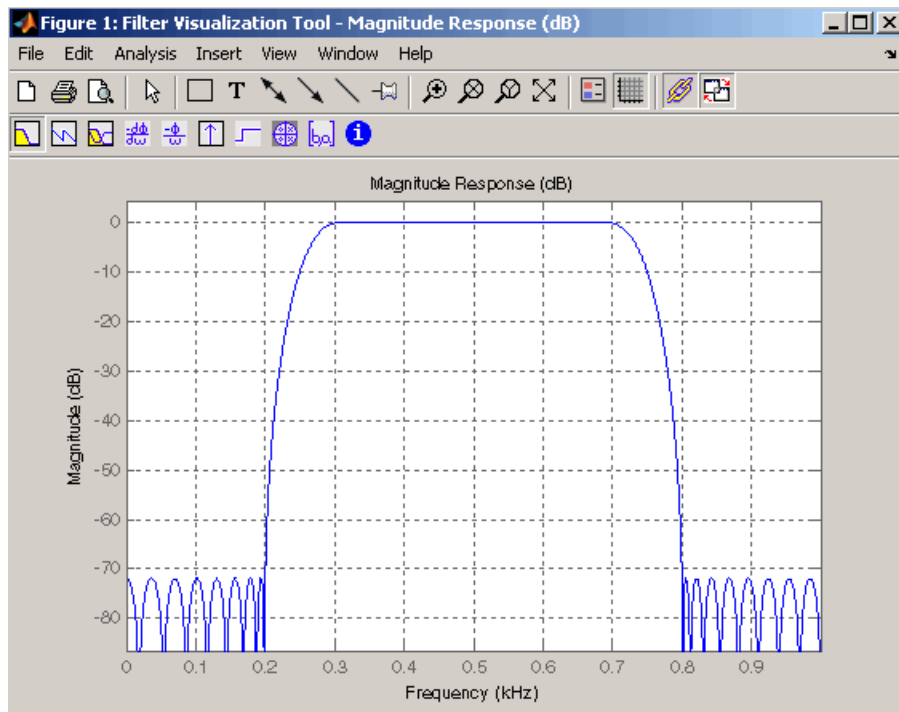 Figure 1: Filter Visualization Tool - Magnitude Response (dB)
File Edit Analysis Insert View Window Help
T
-dϕ
dω
-ϕ
ω
[b,a]
i
Magnitude Response (dB)
0
-10
-20
-30
-40
-50
-60
-70
-80
Magnitude (dB)
0 0.1 0.2 0.3 0.4 0.5 0.6 0.7 0.8 0.9
Frequency (kHz)